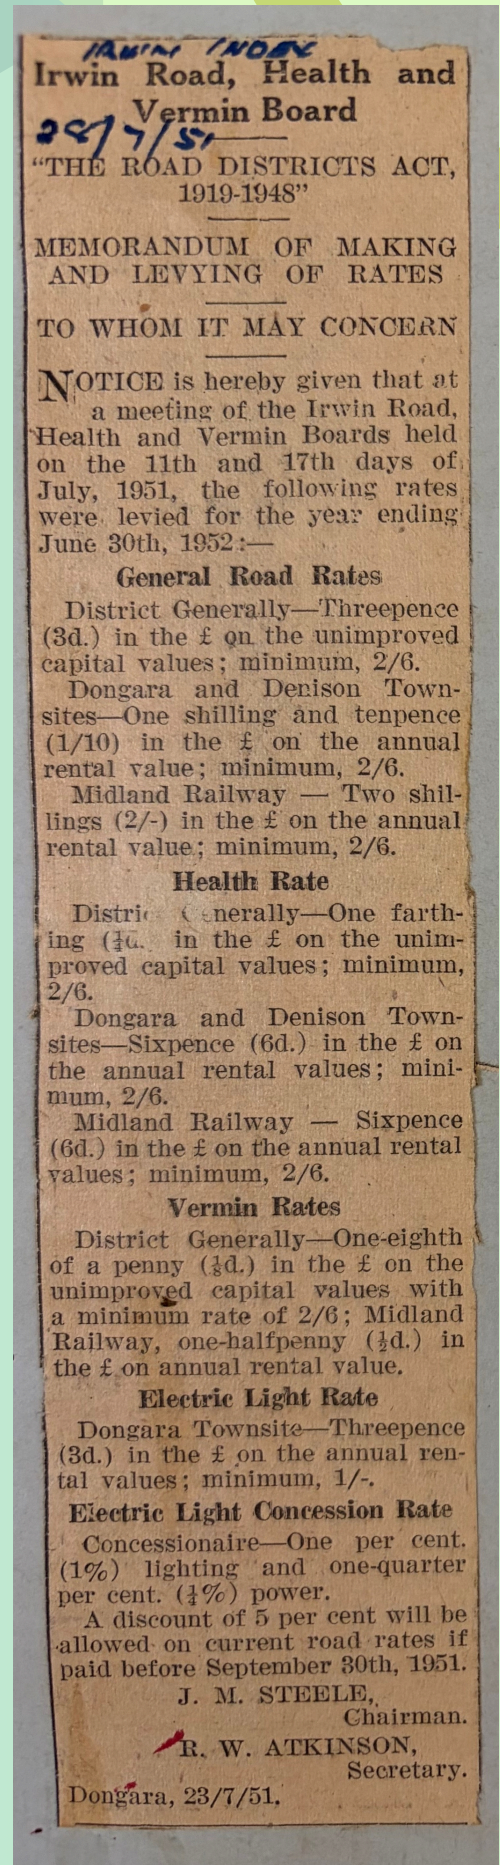 IRWIN INDEX
Irwin Road, Health and
Vermin Board
28/7/51
"THE ROAD DISTRICTS ACT,
1919-1948"
MEMORANDUM OF MAKING
AND LEVYING OF RATES
TO WHOM IT MAY CONCERN
NOTICE is hereby given that at
a meeting of the Irwin Road,
Health and Vermin Boards held
on the 11th and 17th days of
July, 1951, the following rates
were levied for the year ending
June 30th, 1952:—
General Road Rates
District Generally—Threepence
(3d.) in the £ on the unimproved
capital values; minimum, 2/6.
Dongara and Denison Town-
sites—One shilling and tenpence
(1/10) in the £ on the annual
rental value; minimum, 2/6.
Midland Railway — Two shil-
lings (2/-) in the £ on the annual
rental value; minimum, 2/6.
Health Rate
District Generally—One farth-
ing (¼d. in the £ on the unim-
proved capital values; minimum,
2/6.
Dongara and Denison Town-
sites—Sixpence (6d.) in the £ on
the annual rental values; mini-
mum, 2/6.
Midland Railway — Sixpence
(6d.) in the £ on the annual rental
values; minimum, 2/6.
Vermin Rates
District Generally—One-eighth
of a penny (⅛d.) in the £ on the
unimproved capital values with
a minimum rate of 2/6; Midland
Railway, one-halfpenny (½d.) in
the £ on annual rental value.
Electric Light Rate
Dongara Townsite—Threepence
(3d.) in the £ on the annual ren-
tal values; minimum, 1/-.
Electric Light Concession Rate
Concessionaire—One per cent.
(1%) lighting and one-quarter
per cent. (¼%) power.
A discount of 5 per cent will be
allowed on current road rates if
paid before September 30th, 1951.
J. M. STEELE,
Chairman.
R. W. ATKINSON,
Secretary.
Dongara, 23/7/51.